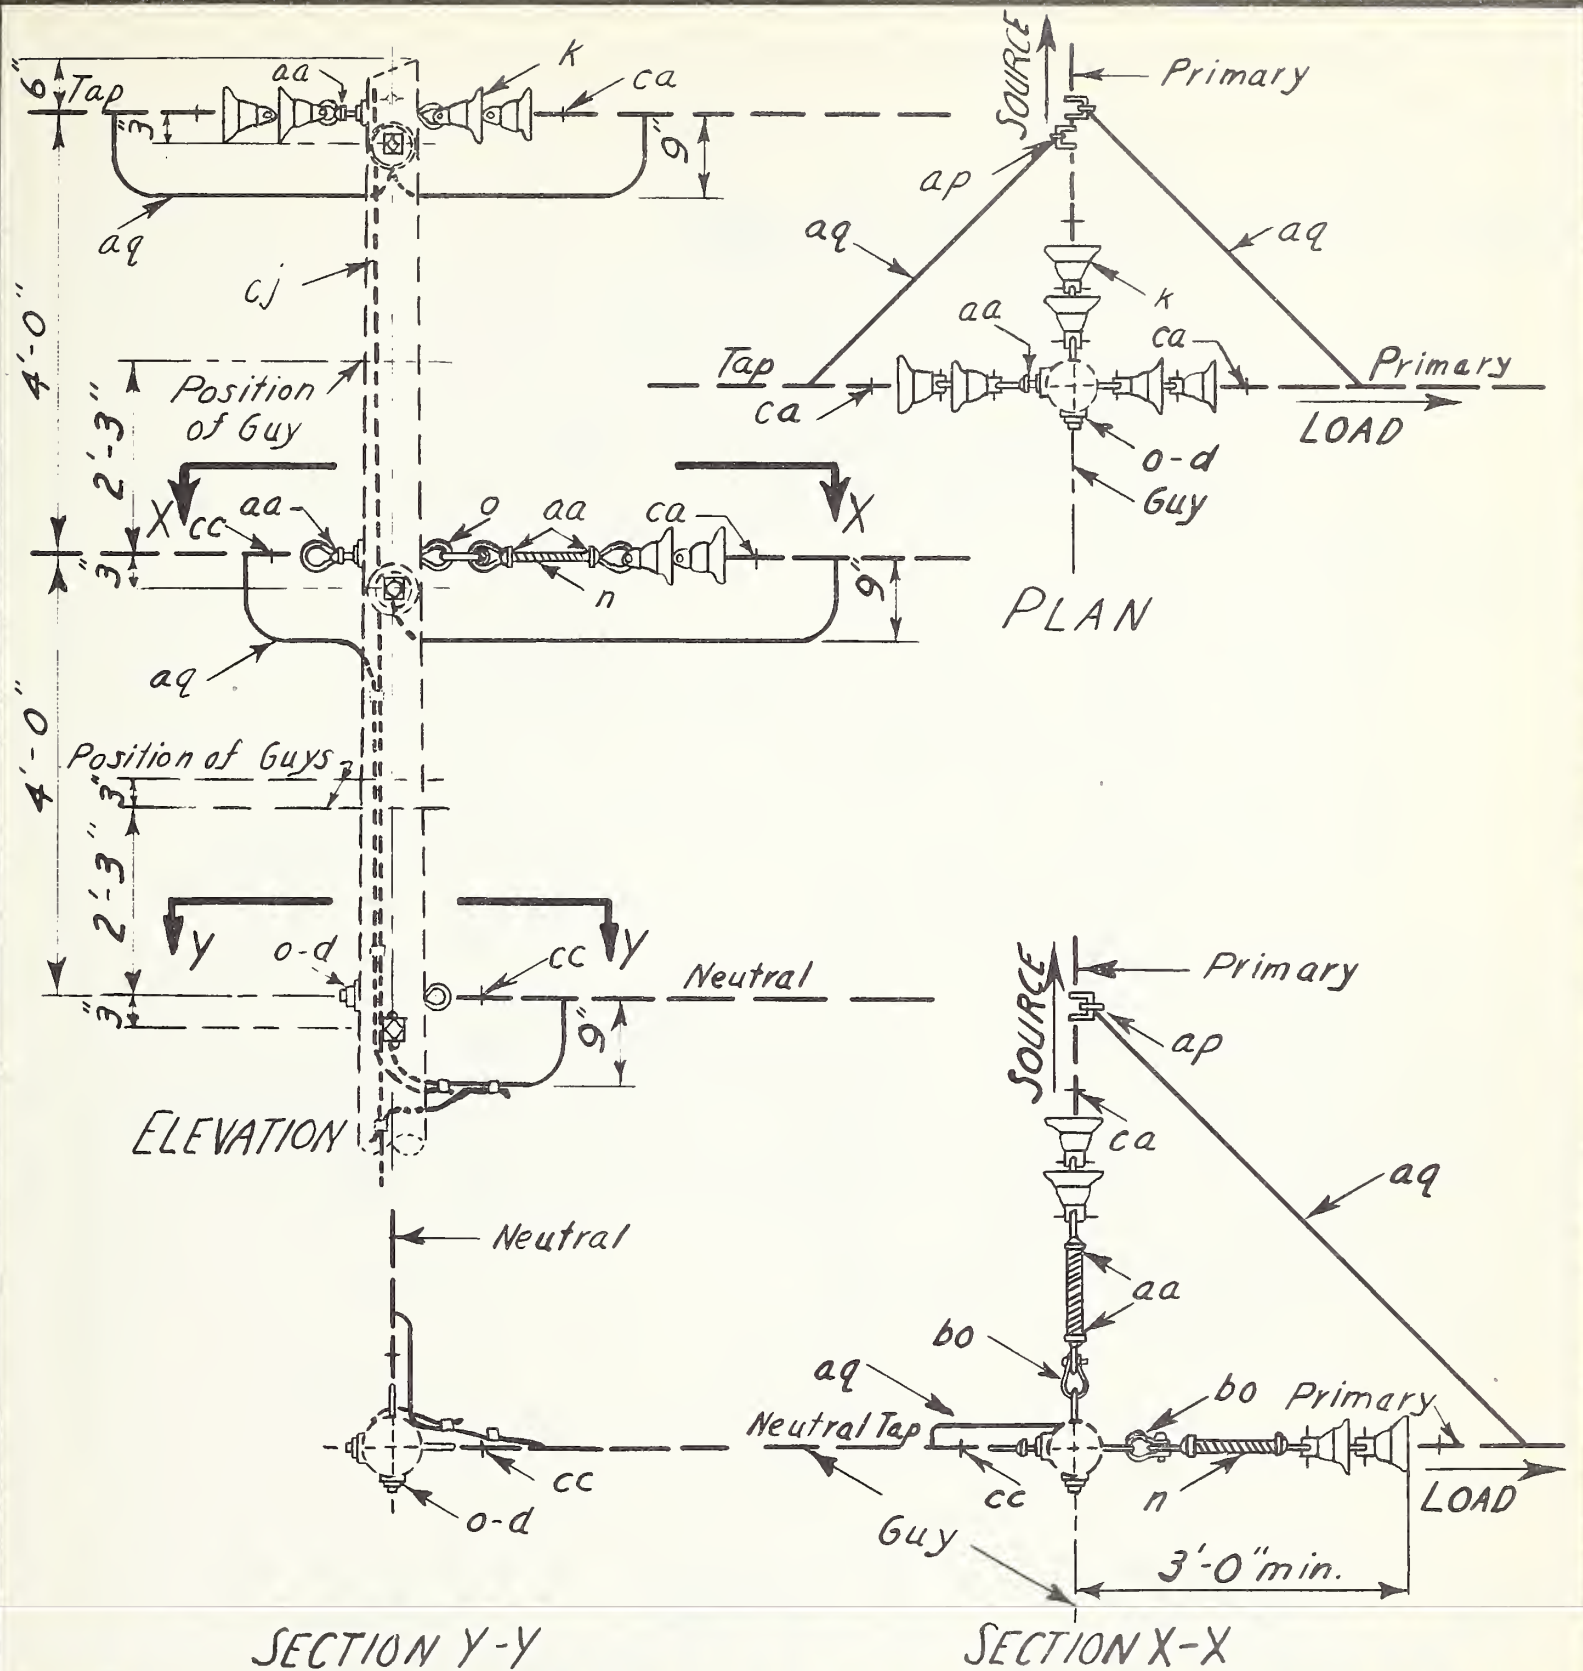 6"
Tap
aa
k
ca
3"
9"
aq
cj
4'-0"
Position
of Guy
2'-3"
X
cc
aa
o
aa
ca
X
3"
n
9"
aq
4'-0"
Position of Guys
3"
2'-3"
Y
o-d
cc
Y
Neutral
3"
9"
ELEVATION
SOURCE
Primary
ap
aq
aq
k
aa
ca
Tap
Primary
ca
LOAD
o-d
Guy
PLAN
Neutral
cc
o-d
SECTION Y-Y
SOURCE
Primary
ap
ca
aq
aa
bo
aq
bo
Primary
Neutral Tap
cc
n
LOAD
Guy
3'-0" min.
SECTION X-X